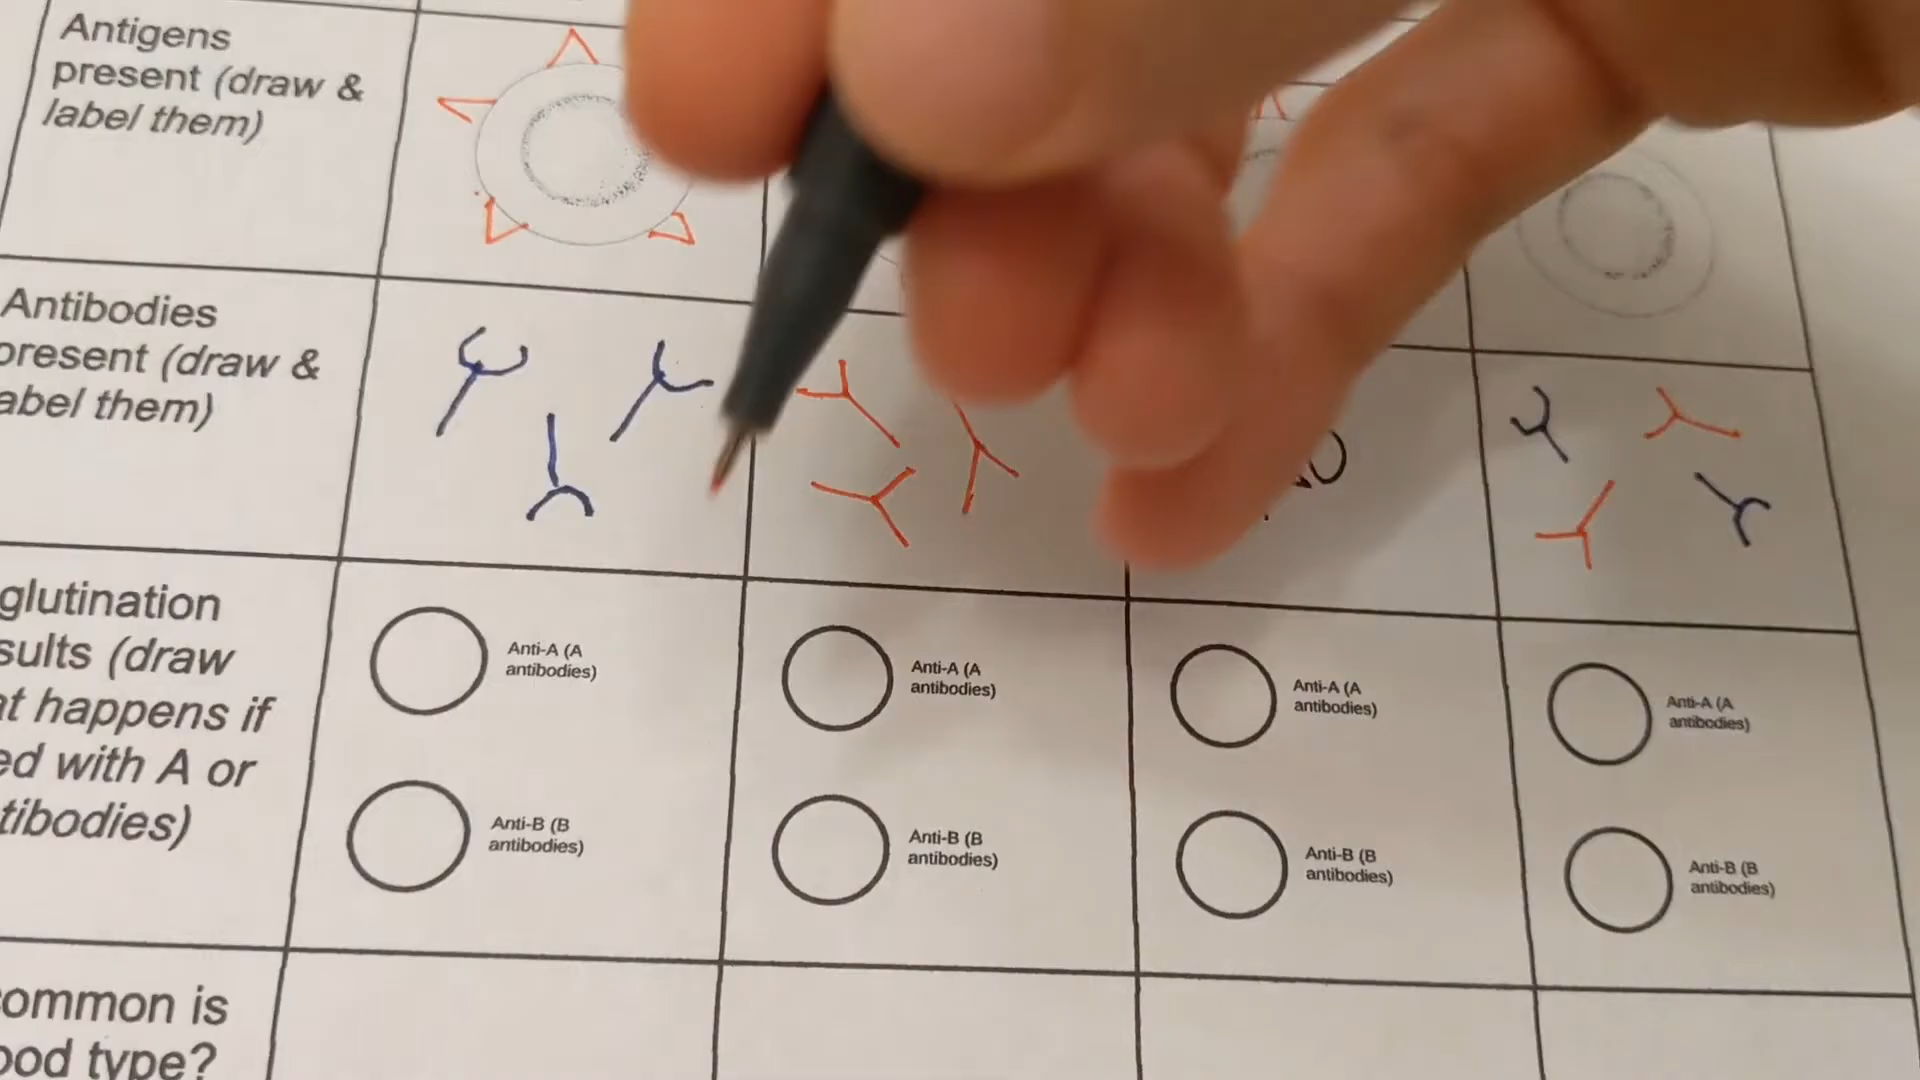 Antigens
present (draw &
label them)
Antibodies
present (draw &
label them)
glutination
sults (draw
at happens if
ed with A or
tibodies)
Anti-A (A
antibodies)
Anti-B (B
antibodies)
Anti-A (A
antibodies)
Anti-B (B
antibodies)
Anti-A (A
antibodies)
Anti-B (B
antibodies)
Anti-A (A
antibodies)
Anti-B (B
antibodies)
ommon is
ood type?